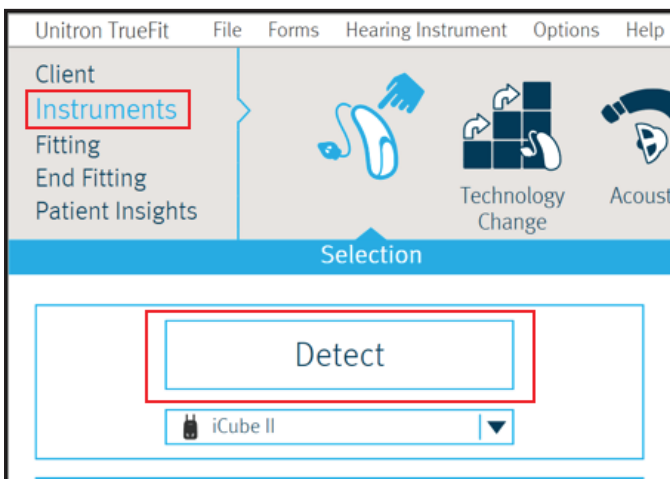 Unitron TrueFit File Forms Hearing Instrument Options Help
Client
Instruments
Fitting
End Fitting
Patient Insights
Technology
Change
Acoust
Selection
Detect
iCube II